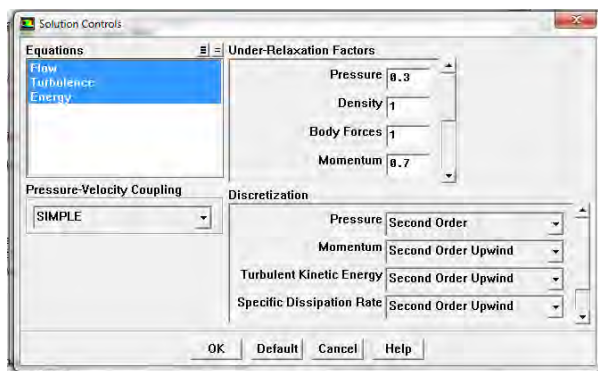 Solution Controls
Equations
Flow
Turbulence
Energy
Pressure-Velocity Coupling
SIMPLE
Under-Relaxation Factors
Pressure 0.3
Density 1
Body Forces 1
Momentum 0.7
Discretization
Pressure Second Order
Momentum Second Order Upwind
Turbulent Kinetic Energy Second Order Upwind
Specific Dissipation Rate Second Order Upwind
OK Default Cancel Help